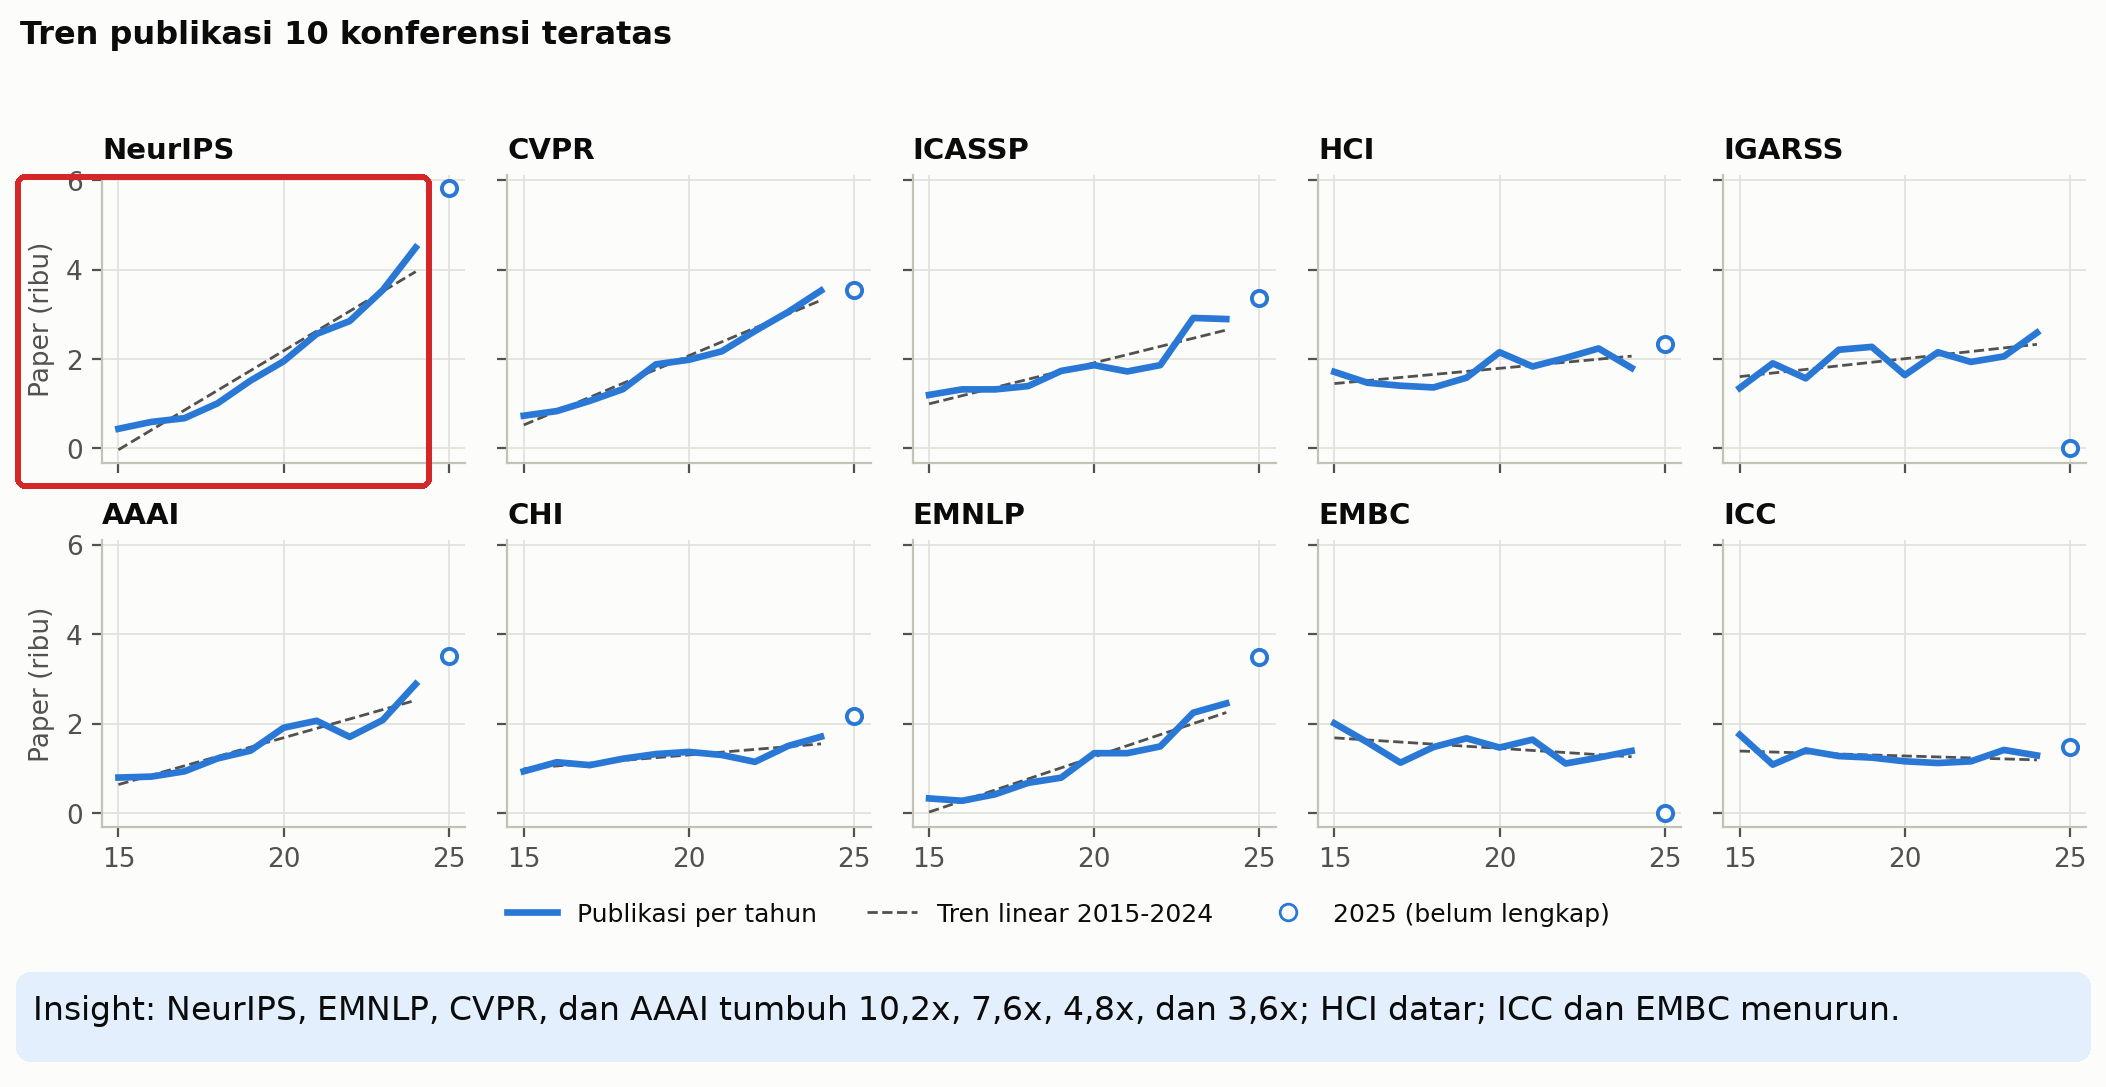 Tren publikasi 10 konferensi teratas
NeurIPS CVPR ICASSP HCI IGARSS
6
4
2
0
Paper (ribu)
AAAI CHI EMNLP EMBC ICC
6
4
2
0
Paper (ribu)
15 20 25 15 20 25 15 20 25 15 20 25 15 20 25
Publikasi per tahun Tren linear 2015-2024 2025 (belum lengkap)
Insight: NeurIPS, EMNLP, CVPR, dan AAAI tumbuh 10,2x, 7,6x, 4,8x, dan 3,6x; HCI datar; ICC dan EMBC menurun.